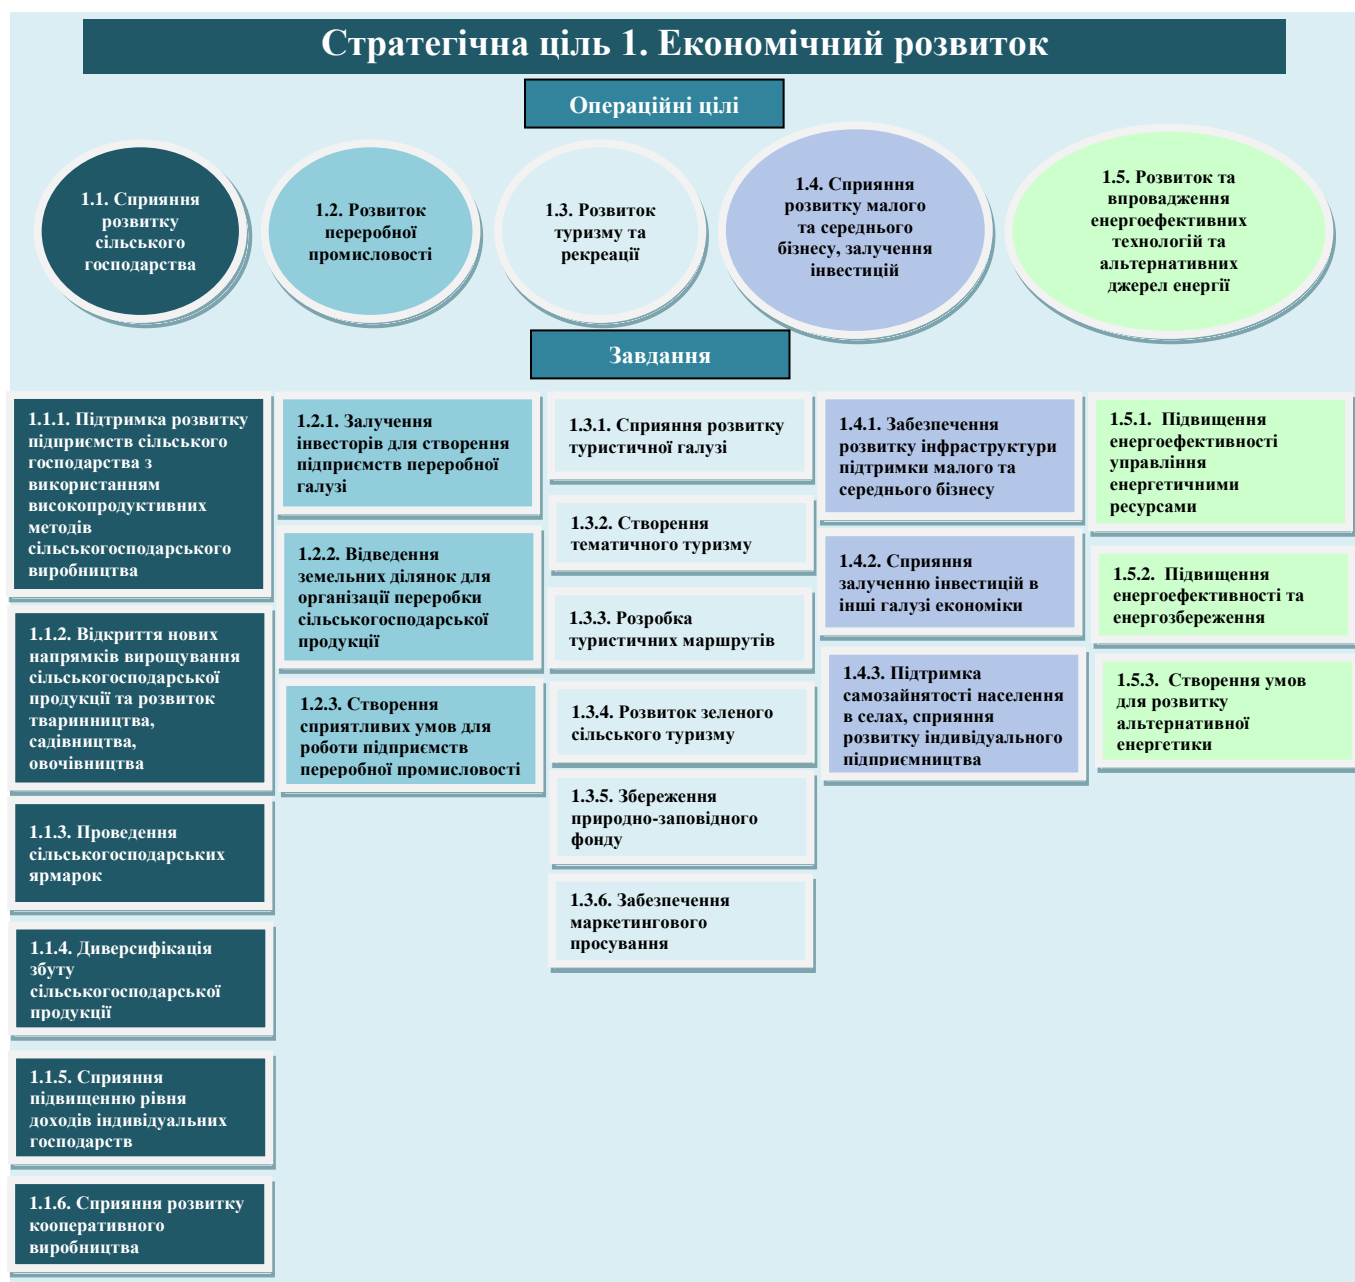 Стратегічна ціль 1. Економічний розвиток
Операційні цілі
1.1. Сприяння
розвитку
сільського
господарства
1.2. Розвиток
переробної
промисловості
1.3. Розвиток
туризму та
рекреації
1.4. Сприяння
розвитку малого
та середнього
бізнесу, залучення
інвестицій
1.5. Розвиток та
впровадження
енергоефективних
технологій та
альтернативних
джерел енергії
Завдання
1.1.1. Підтримка розвитку
підприємств сільського
господарства з
використанням
високопродуктивних
методів
сільськогосподарського
виробництва
1.1.2. Відкриття нових
напрямків вирощування
сільськогосподарської
продукції та розвиток
тваринництва,
садівництва,
овочівництва
1.1.3. Проведення
сільськогосподарських
ярмарок
1.1.4. Диверсифікація
збуту
сільськогосподарської
продукції
1.1.5. Сприяння
підвищенню рівня
доходів індивідуальних
господарств
1.1.6. Сприяння розвитку
кооперативного
виробництва
1.2.1. Залучення
інвесторів для створення
підприємств переробної
галузі
1.2.2. Відведення
земельних ділянок для
організації переробки
сільськогосподарської
продукції
1.2.3. Створення
сприятливих умов для
роботи підприємств
переробної промисловості
1.3.1. Сприяння розвитку
туристичної галузі
1.3.2. Створення
тематичного туризму
1.3.3. Розробка
туристичних маршрутів
1.3.4. Розвиток зеленого
сільського туризму
1.3.5. Збереження
природно-заповідного
фонду
1.3.6. Забезпечення
маркетингового
просування
1.4.1. Забезпечення
розвитку інфраструктури
підтримки малого та
середнього бізнесу
1.4.2. Сприяння
залученню інвестицій в
інші галузі економіки
1.4.3. Підтримка
самозайнятості населення
в селах, сприяння
розвитку індивідуального
підприємництва
1.5.1. Підвищення
енергоефективності
управління
енергетичними
ресурсами
1.5.2. Підвищення
енергоефективності та
енергозбереження
1.5.3. Створення умов
для розвитку
альтернативної
енергетики